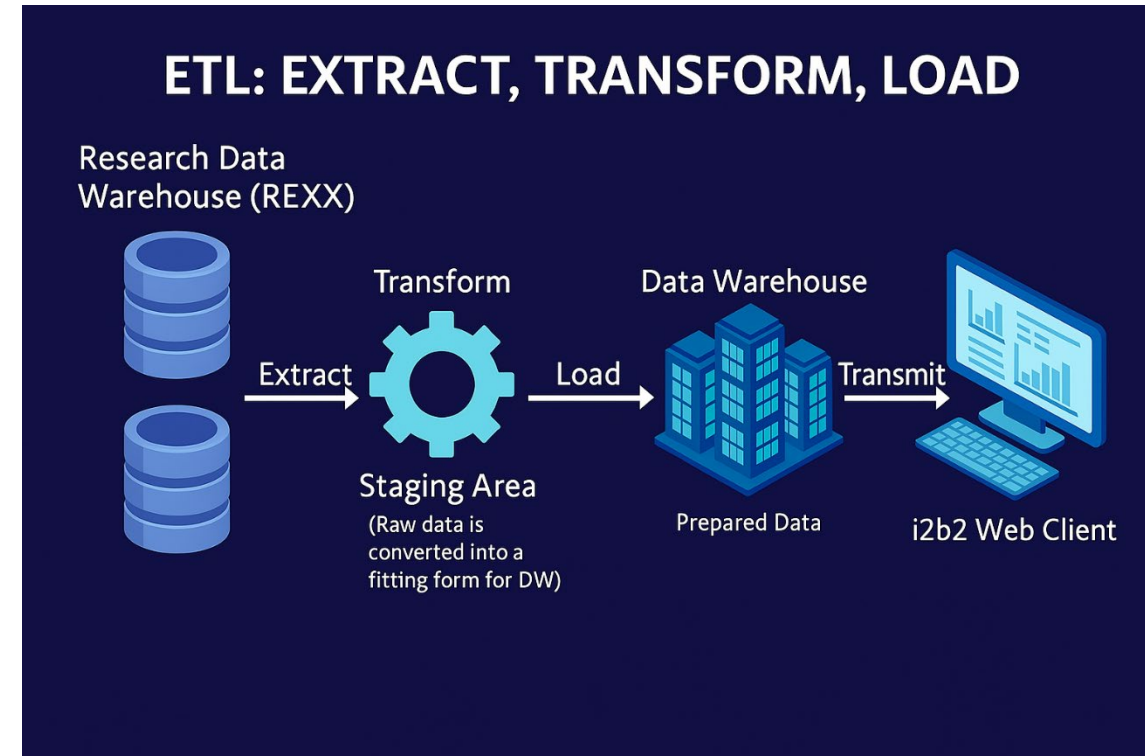 ETL: EXTRACT, TRANSFORM, LOAD
Research Data
Warehouse (REXX)
Extract
Transform
Staging Area
(Raw data is
converted into a
fitting form for DW)
Load
Data Warehouse
Prepared Data
Transmit
i2b2 Web Client